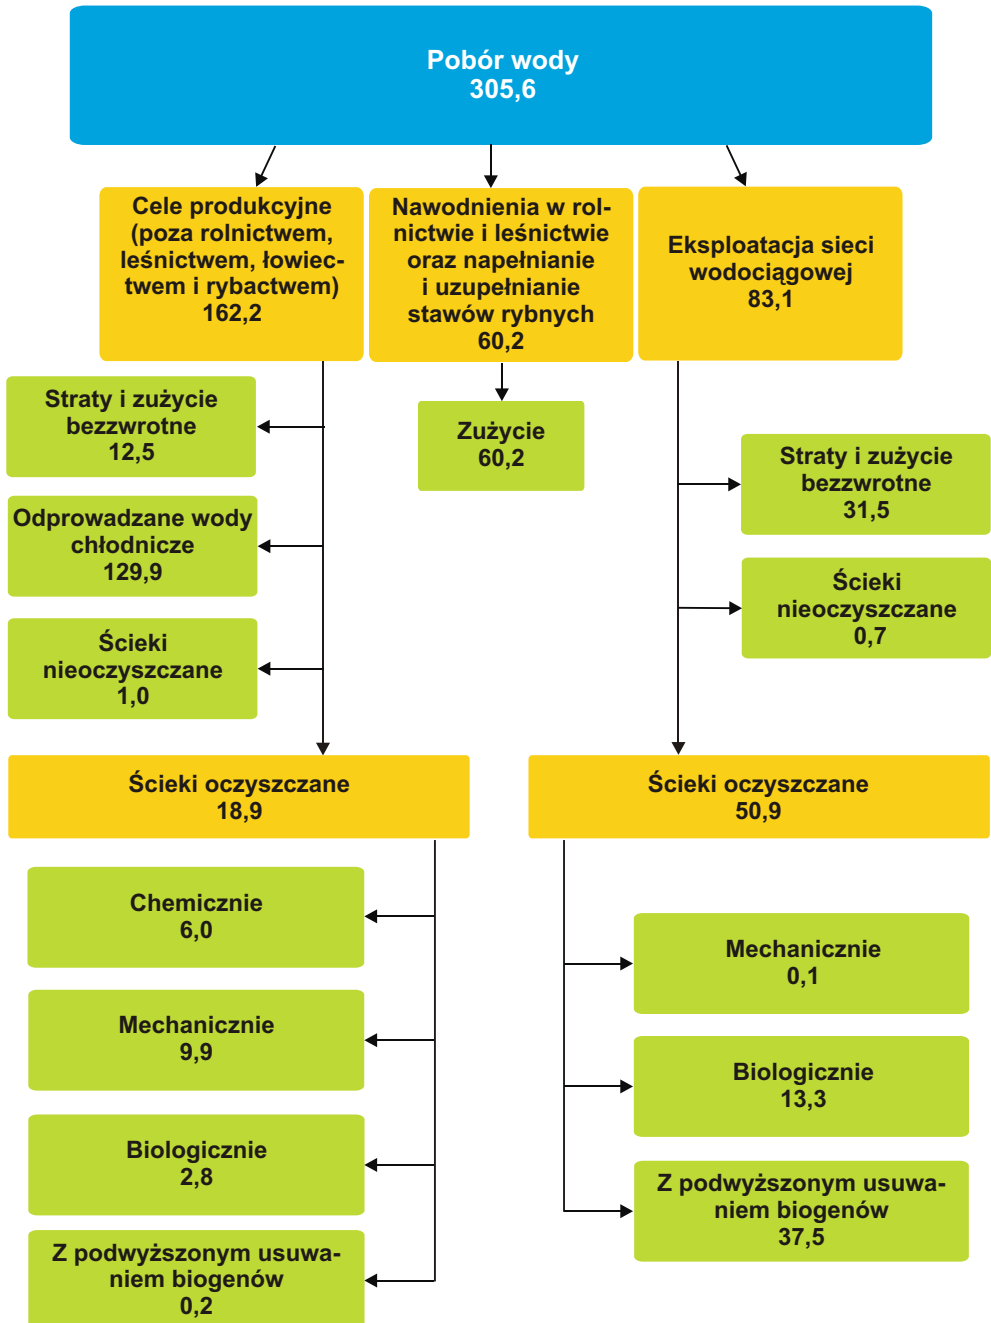 Pobór wody
305,6
Cele produkcyjne
(poza rolnictwem,
leśnictwem, łowiec-
twem i rybactwem)
162,2
Nawodnienia w rol-
nictwie i leśnictwie
oraz napełnianie
i uzupełnianie
stawów rybnych
60,2
Eksploatacja sieci
wodociągowej
83,1
Straty i zużycie
bezzwrotne
12,5
Odprowadzane wody
chłodnicze
129,9
Ścieki
nieoczyszczane
1,0
Zużycie
60,2
Straty i zużycie
bezzwrotne
31,5
Ścieki
nieoczyszczane
0,7
Ścieki oczyszczane
18,9
Chemicznie
6,0
Mechanicznie
9,9
Biologicznie
2,8
Z podwyższonym usuwa-
niem biogenów
0,2
Ścieki oczyszczane
50,9
Mechanicznie
0,1
Biologicznie
13,3
Z podwyższonym usuwa-
niem biogenów
37,5